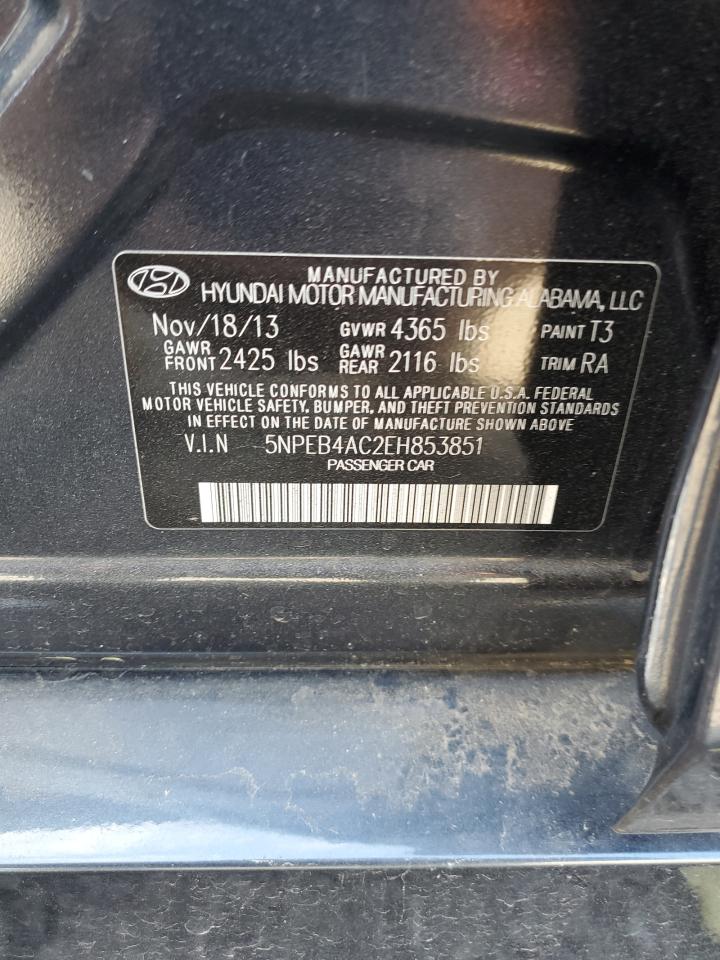 MANUFACTURED BY
HYUNDAI MOTOR MANUFACTURING ALABAMA, LLC
Nov/18/13 GVWR 4365 lbs PAINT T3
GAWR FRONT 2425 lbs GAWR REAR 2116 lbs TRIM RA
THIS VEHICLE CONFORMS TO ALL APPLICABLE U.S.A. FEDERAL
MOTOR VEHICLE SAFETY, BUMPER, AND THEFT PREVENTION STANDARDS
IN EFFECT ON THE DATE OF MANUFACTURE SHOWN ABOVE
V.I.N 5NPEB4AC2EH853851
PASSENGER CAR